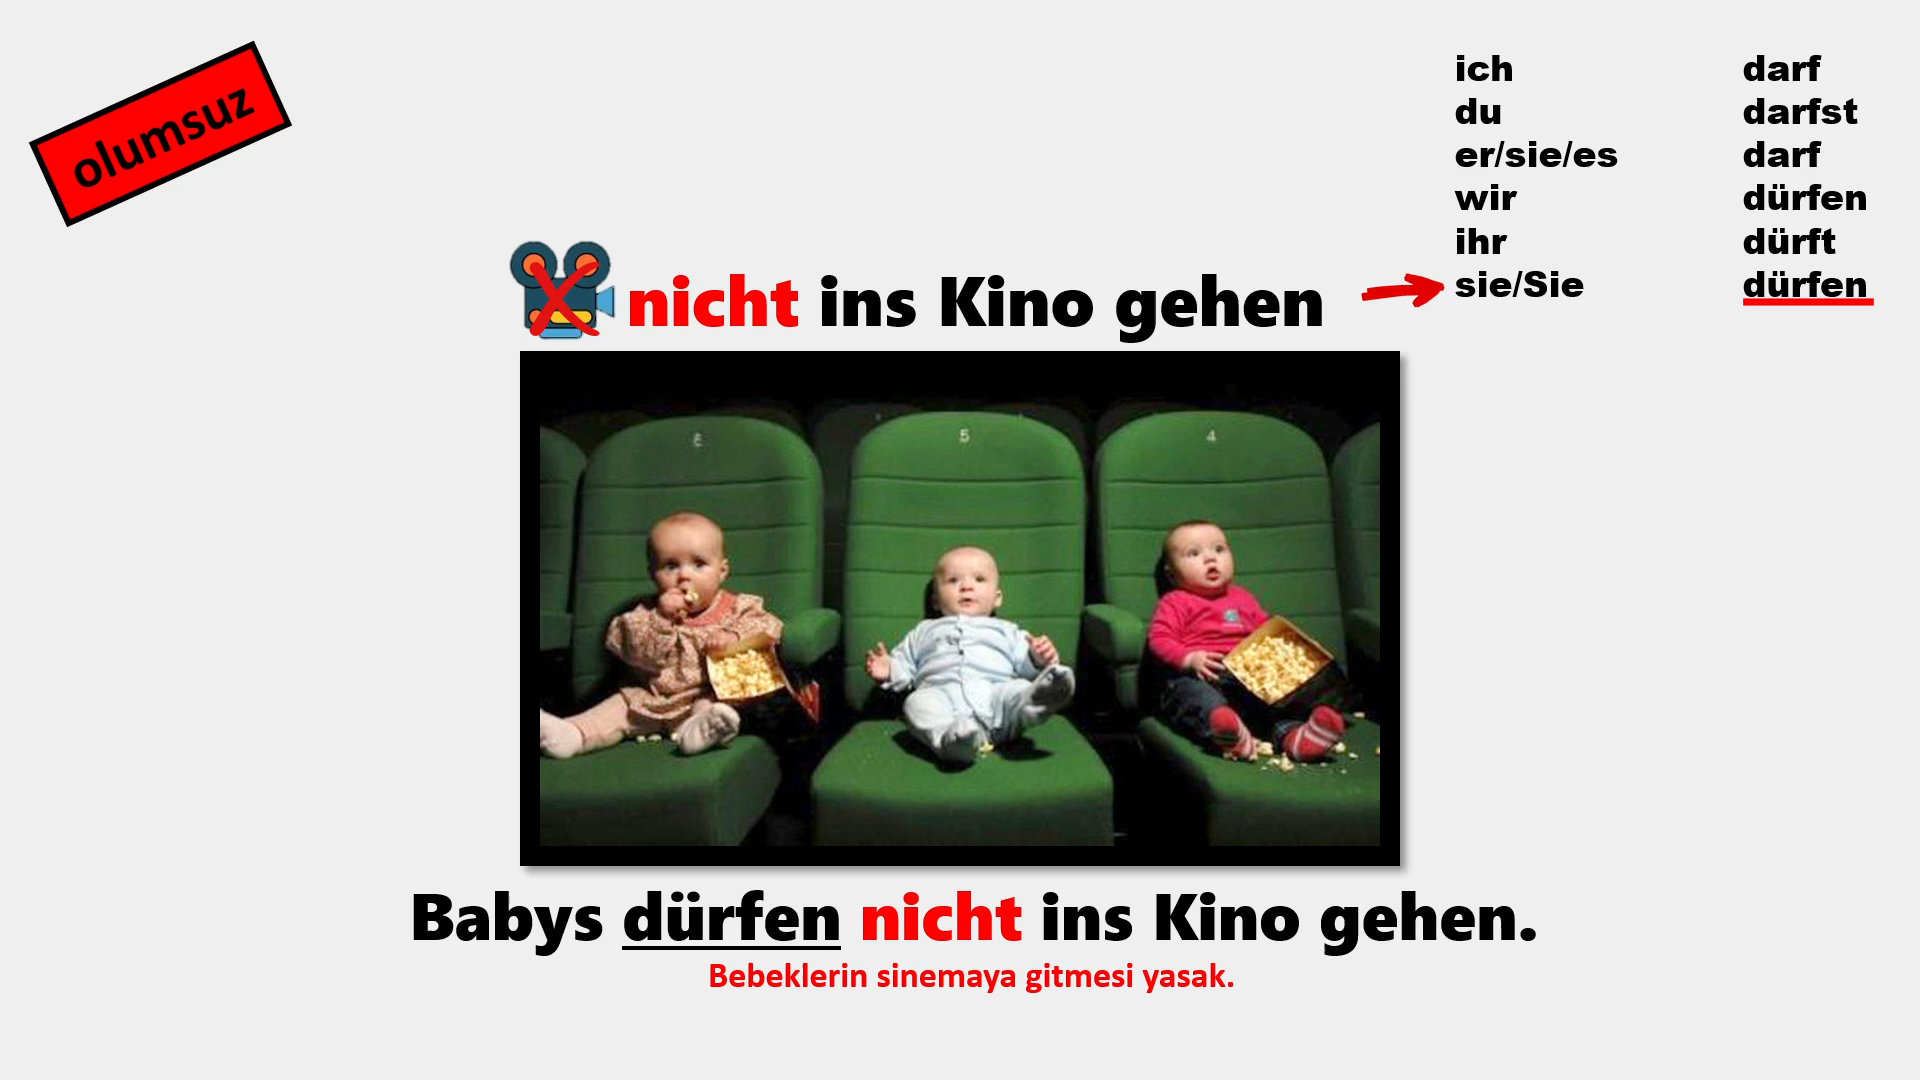 olumsuz
ich darf
du darfst
er/sie/es darf
wir dürfen
ihr dürft
sie/Sie dürfen
nicht ins Kino gehen
5
4
Babys dürfen nicht ins Kino gehen.
Bebeklerin sinemaya gitmesi yasak.